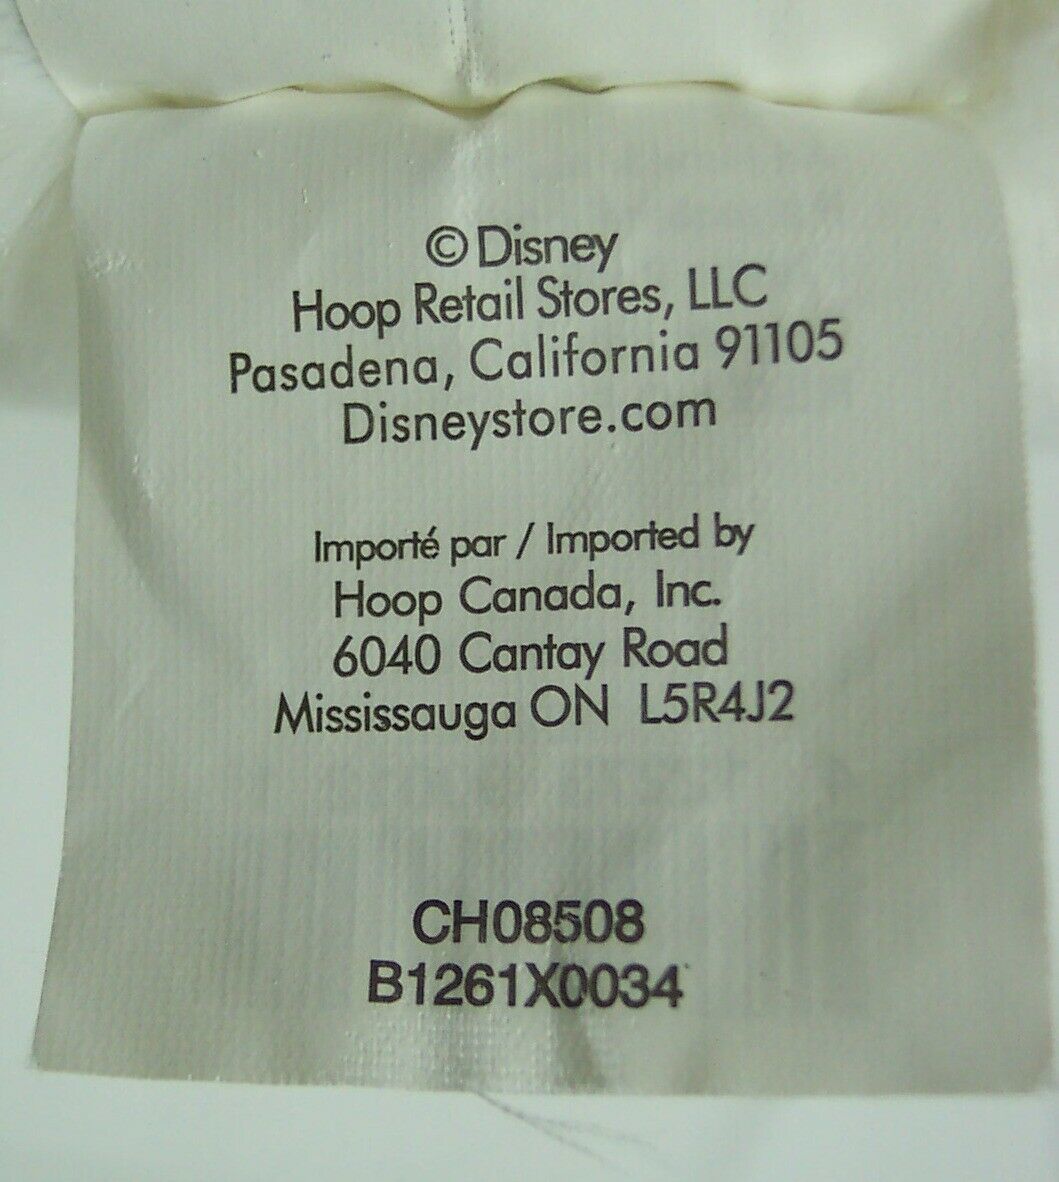 © Disney
Hoop Retail Stores, LLC
Pasadena, California 91105
Disneystore.com
Importé par / Imported by
Hoop Canada, Inc.
6040 Cantay Road
Mississauga ON L5R4J2
CH08508
B1261X0034